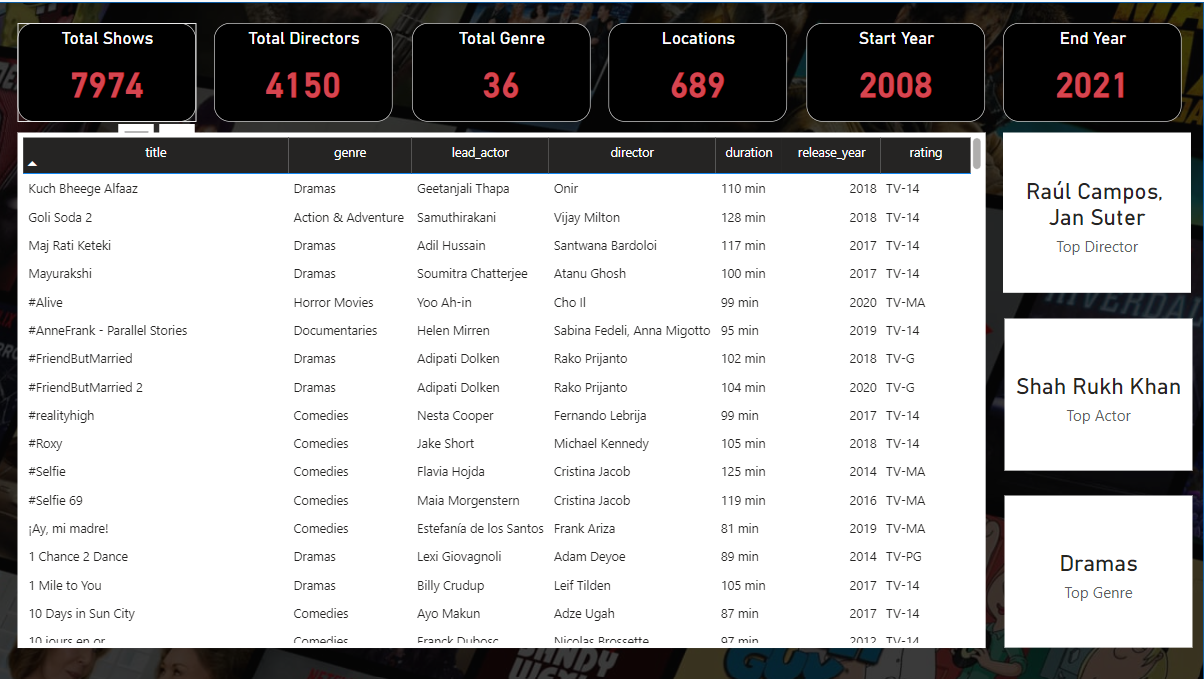 Total Shows
7974
Total Directors
4150
Total Genre
36
Locations
689
Start Year
2008
End Year
2021
title genre lead_actor director duration release_year rating
Kuch Bheege Alfaaz Dramas Geetanjali Thapa Onir 110 min 2018 TV-14
Goli Soda 2 Action & Adventure Samuthirakani Vijay Milton 128 min 2018 TV-14
Maj Rati Keteki Dramas Adil Hussain Santwana Bardoloi 117 min 2017 TV-14
Mayurakshi Dramas Soumitra Chatterjee Atanu Ghosh 100 min 2017 TV-14
#Alive Horror Movies Yoo Ah-in Cho Il 99 min 2020 TV-MA
#AnneFrank - Parallel Stories Documentaries Helen Mirren Sabina Fedeli, Anna Migotto 95 min 2019 TV-14
#FriendButMarried Dramas Adipati Dolken Rako Prijanto 102 min 2018 TV-G
#FriendButMarried 2 Dramas Adipati Dolken Rako Prijanto 104 min 2020 TV-G
#realityhigh Comedies Nesta Cooper Fernando Lebrija 99 min 2017 TV-14
#Roxy Comedies Jake Short Michael Kennedy 105 min 2018 TV-14
#Selfie Comedies Flavia Hojda Cristina Jacob 125 min 2014 TV-MA
#Selfie 69 Comedies Maia Morgenstern Cristina Jacob 119 min 2016 TV-MA
¡Ay, mi madre! Comedies Estefanía de los Santos Frank Ariza 81 min 2019 TV-MA
1 Chance 2 Dance Dramas Lexi Giovagnoli Adam Deyoe 89 min 2014 TV-PG
1 Mile to You Dramas Billy Crudup Leif Tilden 105 min 2017 TV-14
10 Days in Sun City Comedies Ayo Makun Adze Ugah 87 min 2017 TV-14
10 jours en or Comedies Franck Dubosc Nicolas Brossette 97 min 2012 TV-14
Raúl Campos,
Jan Suter
Top Director
RIVERDALE
Shah Rukh Khan
Top Actor
Dramas
Top Genre